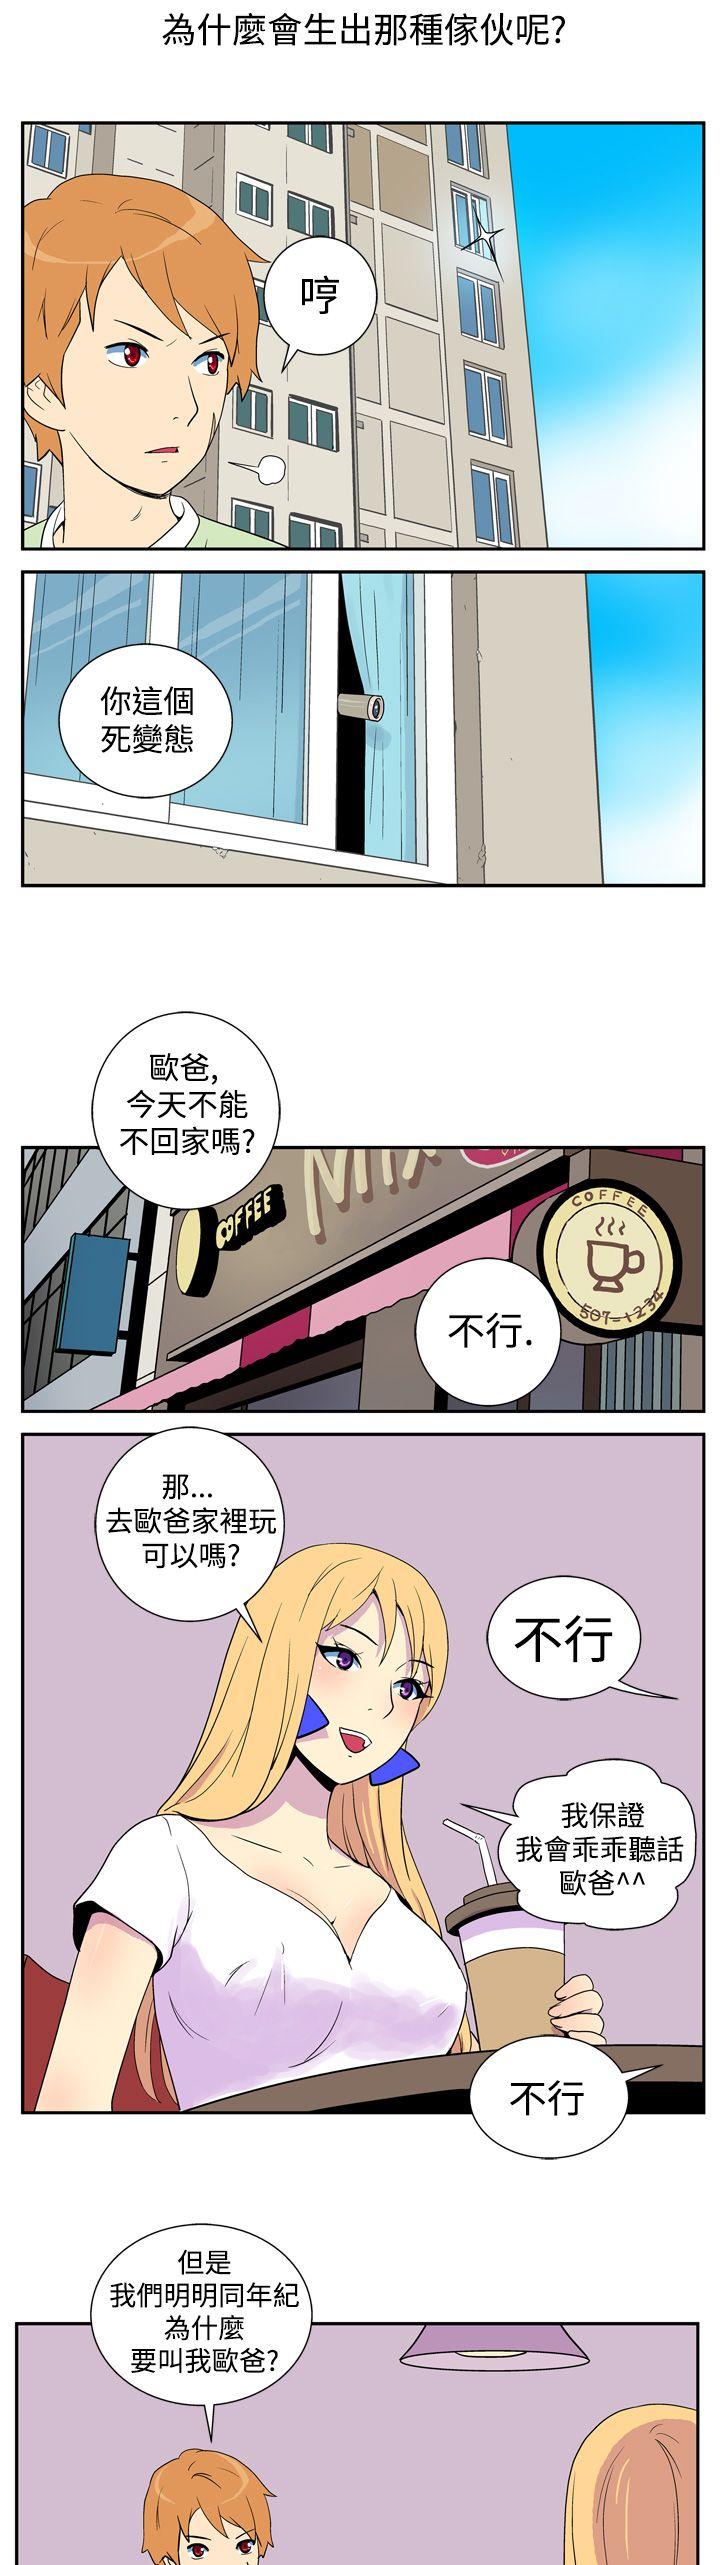 為什麼會生出那種傢伙呢?
哼
你這個
死變態
歐爸,
今天不能
不回家嗎?
COFFEE
MIX
COFFEE
507-1234
不行.
那...
去歐爸家裡玩
可以嗎?
不行
我保證
我會乖乖聽話
歐爸^^
不行
但是
我們明明同年紀
為什麼
要叫我歐爸?